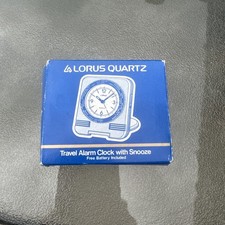 LORUS QUARTZ
Travel Alarm Clock with Snooze
Free Battery Included